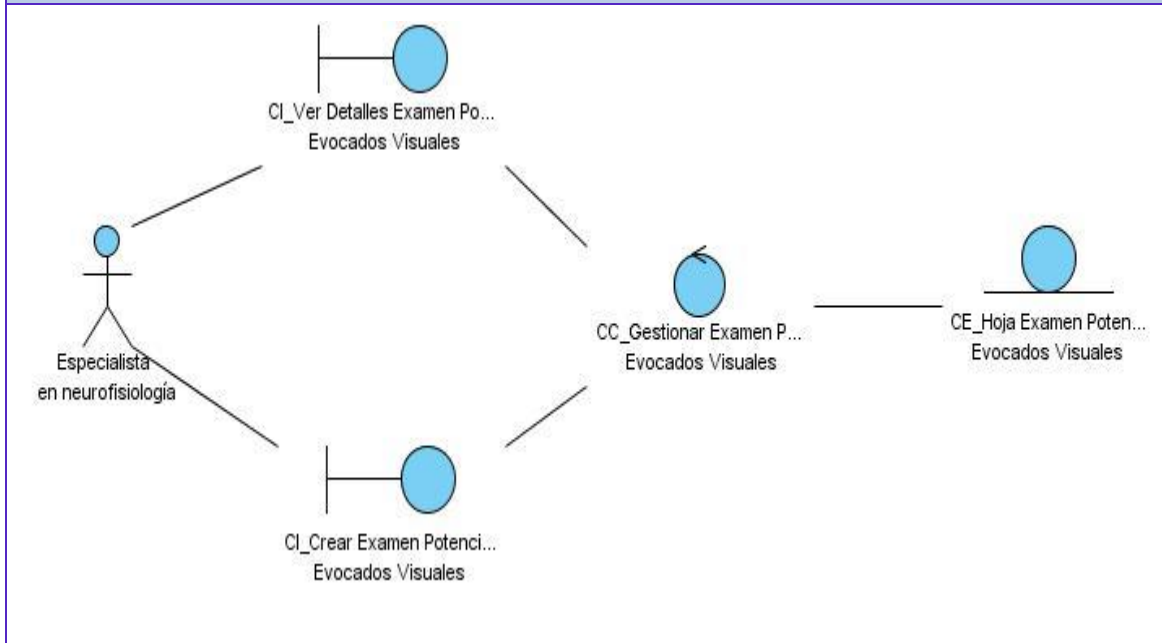 CI_Ver Detalles Examen Po...
Evocados Visuales
Especialista
en neurofisiología
CC_Gestionar Examen P...
Evocados Visuales
CE_Hoja Examen Poten...
Evocados Visuales
CI_Crear Examen Potenci...
Evocados Visuales